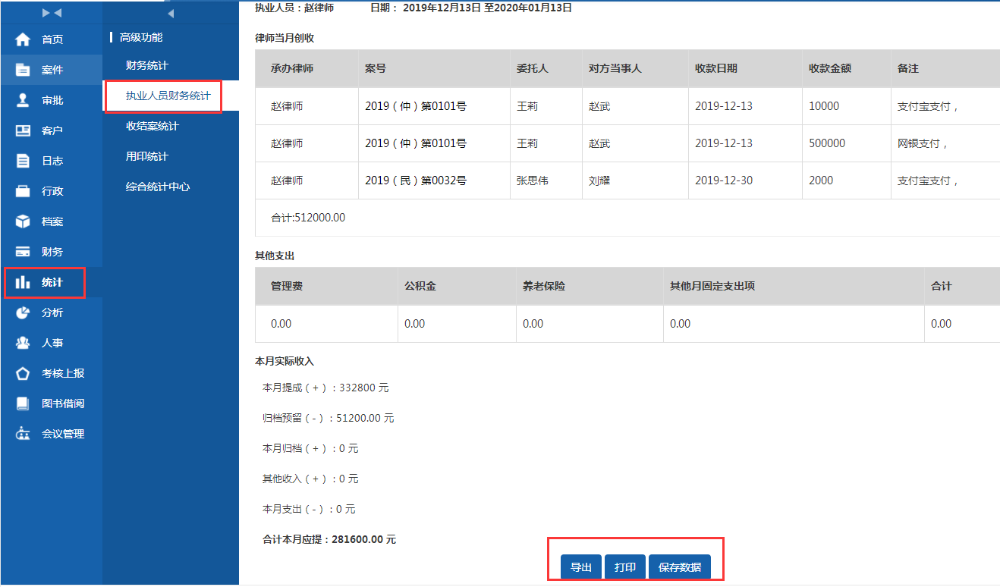 首页
案件
审批
客户
日志
行政
档案
财务
统计
分析
人事
考核上报
图书借阅
会议管理
高级功能
财务统计
执业人员财务统计
收结案统计
用印统计
综合统计中心
执业人员：赵律师 日期： 2019年12月13日 至2020年01月13日
律师当月创收
承办律师 案号 委托人 对方当事人 收款日期 收款金额 备注
赵律师 2019（仲）第0101号 王莉 赵武 2019-12-13 10000 支付宝支付，
赵律师 2019（仲）第0101号 王莉 赵武 2019-12-13 500000 网银支付，
赵律师 2019（民）第0032号 张思伟 刘耀 2019-12-30 2000 支付宝支付，
合计:512000.00
其他支出
管理费 公积金 养老保险 其他月固定支出项 合计
0.00 0.00 0.00 0.00 0.00
本月实际收入
本月提成（+）：332800 元
归档预留（-）：51200.00 元
本月归档（+）：0 元
其他收入（+）：0 元
本月支出（-）：0 元
合计本月应提：281600.00 元
导出 打印 保存数据